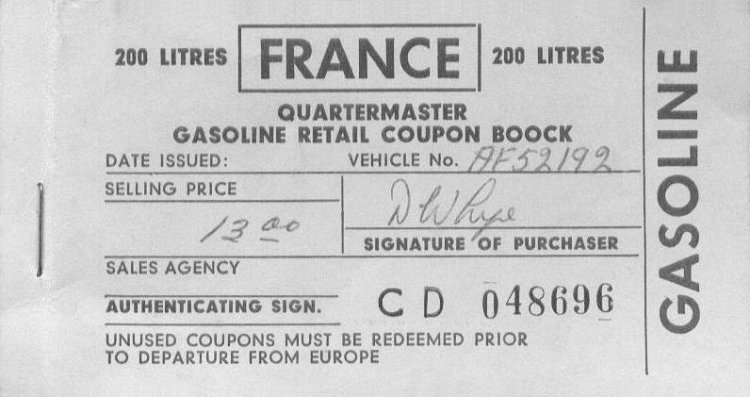 200 LITRES FRANCE 200 LITRES
QUARTERMASTER
GASOLINE RETAIL COUPON BOOCK
DATE ISSUED: VEHICLE No. AF52192
SELLING PRICE
13.00
SIGNATURE OF PURCHASER
SALES AGENCY
AUTHENTICATING SIGN. C D 048696
UNUSED COUPONS MUST BE REDEEMED PRIOR
TO DEPARTURE FROM EUROPE
GASOLINE